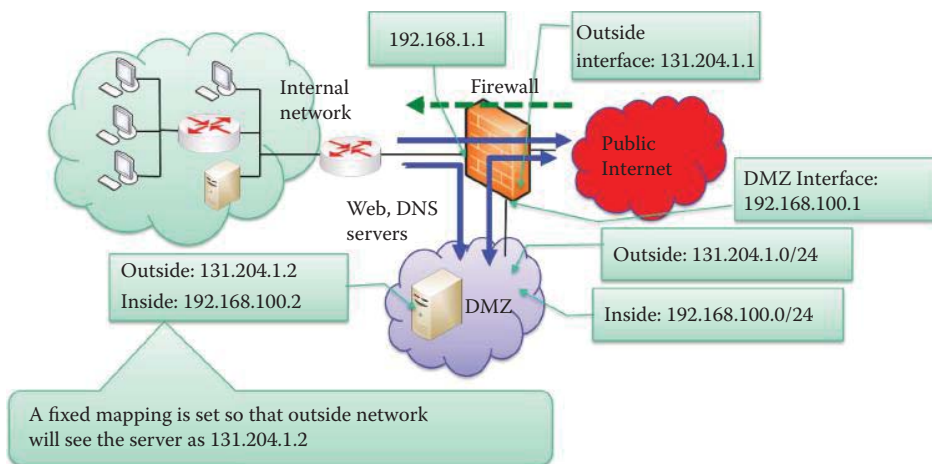 192.168.1.1
Outside
interface: 131.204.1.1
Internal
network
Firewall
Public
Internet
DMZ Interface:
192.168.100.1
Web, DNS
servers
Outside: 131.204.1.0/24
Outside: 131.204.1.2
Inside: 192.168.100.2
DMZ
Inside: 192.168.100.0/24
A fixed mapping is set so that outside network
will see the server as 131.204.1.2